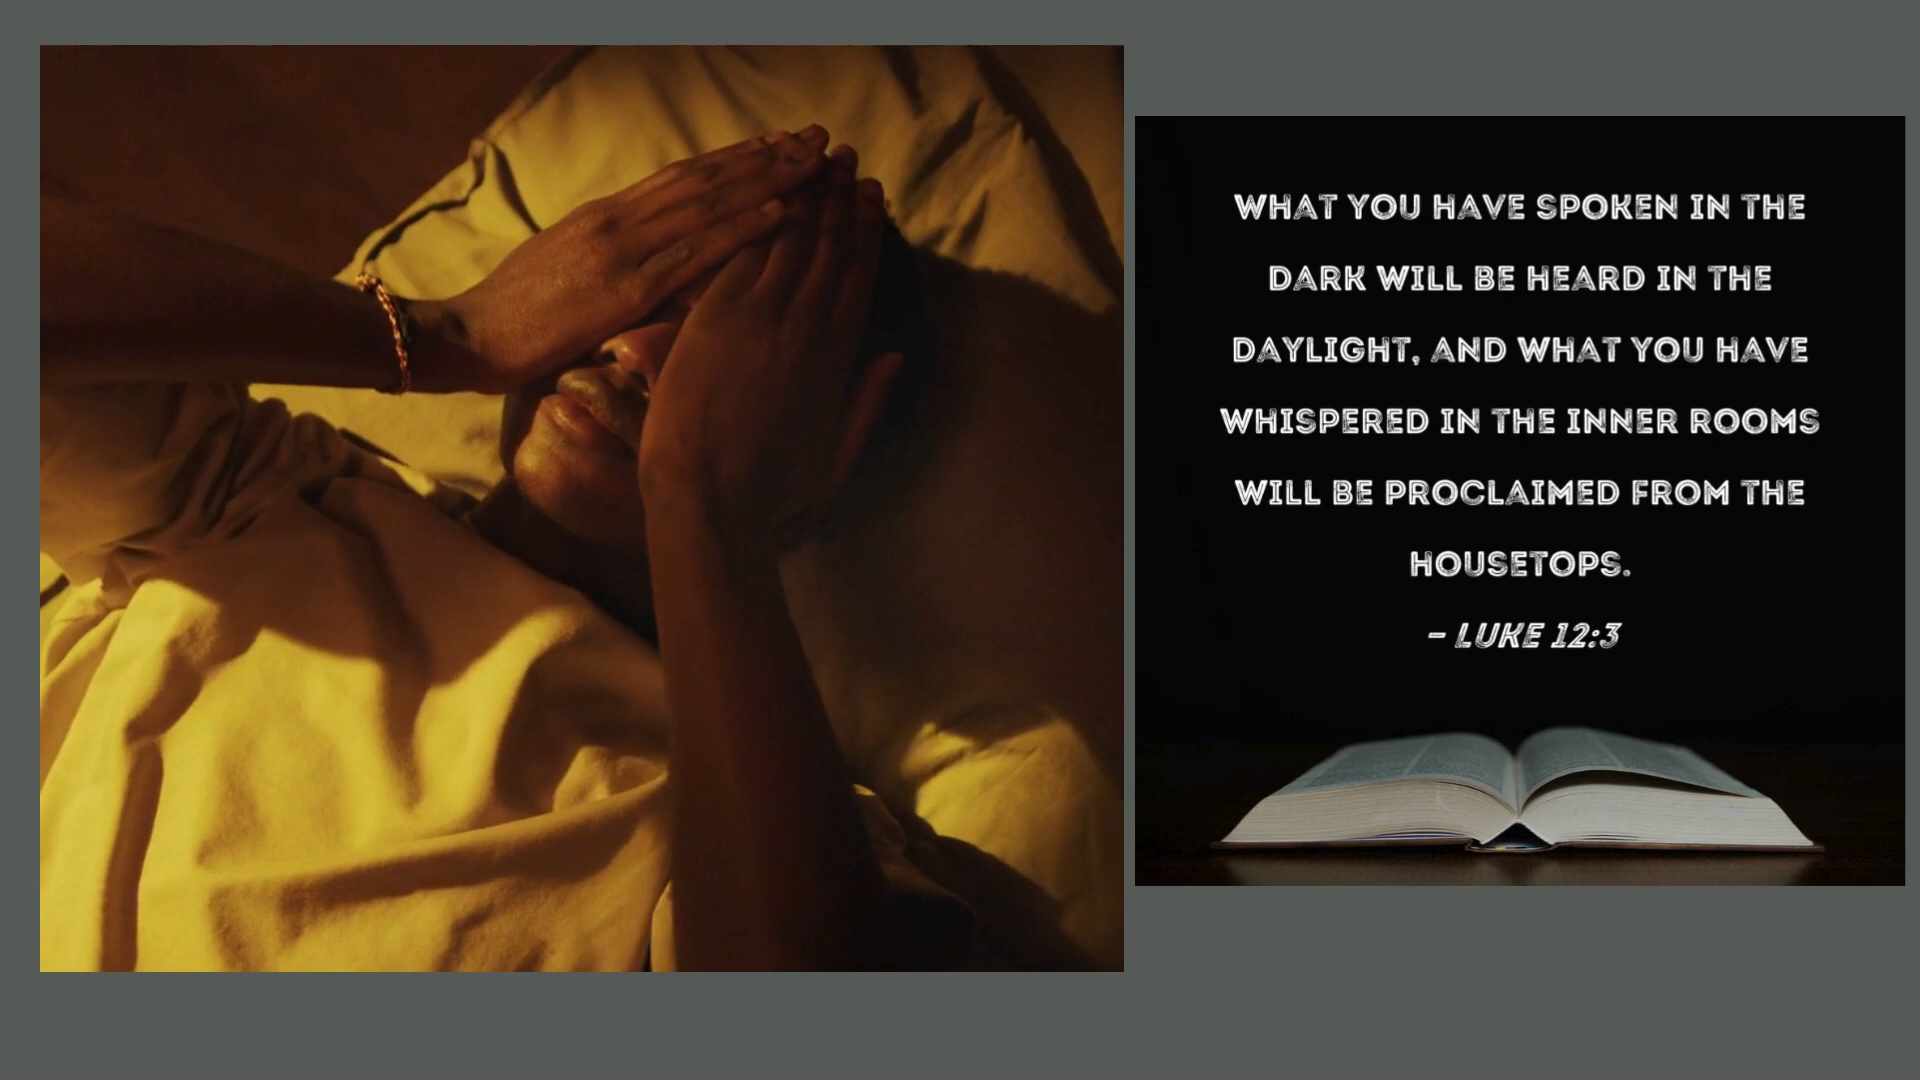 WHAT YOU HAVE SPOKEN IN THE
DARK WILL BE HEARD IN THE
DAYLIGHT, AND WHAT YOU HAVE
WHISPERED IN THE INNER ROOMS
WILL BE PROCLAIMED FROM THE
HOUSETOPS.
– LUKE 12:3